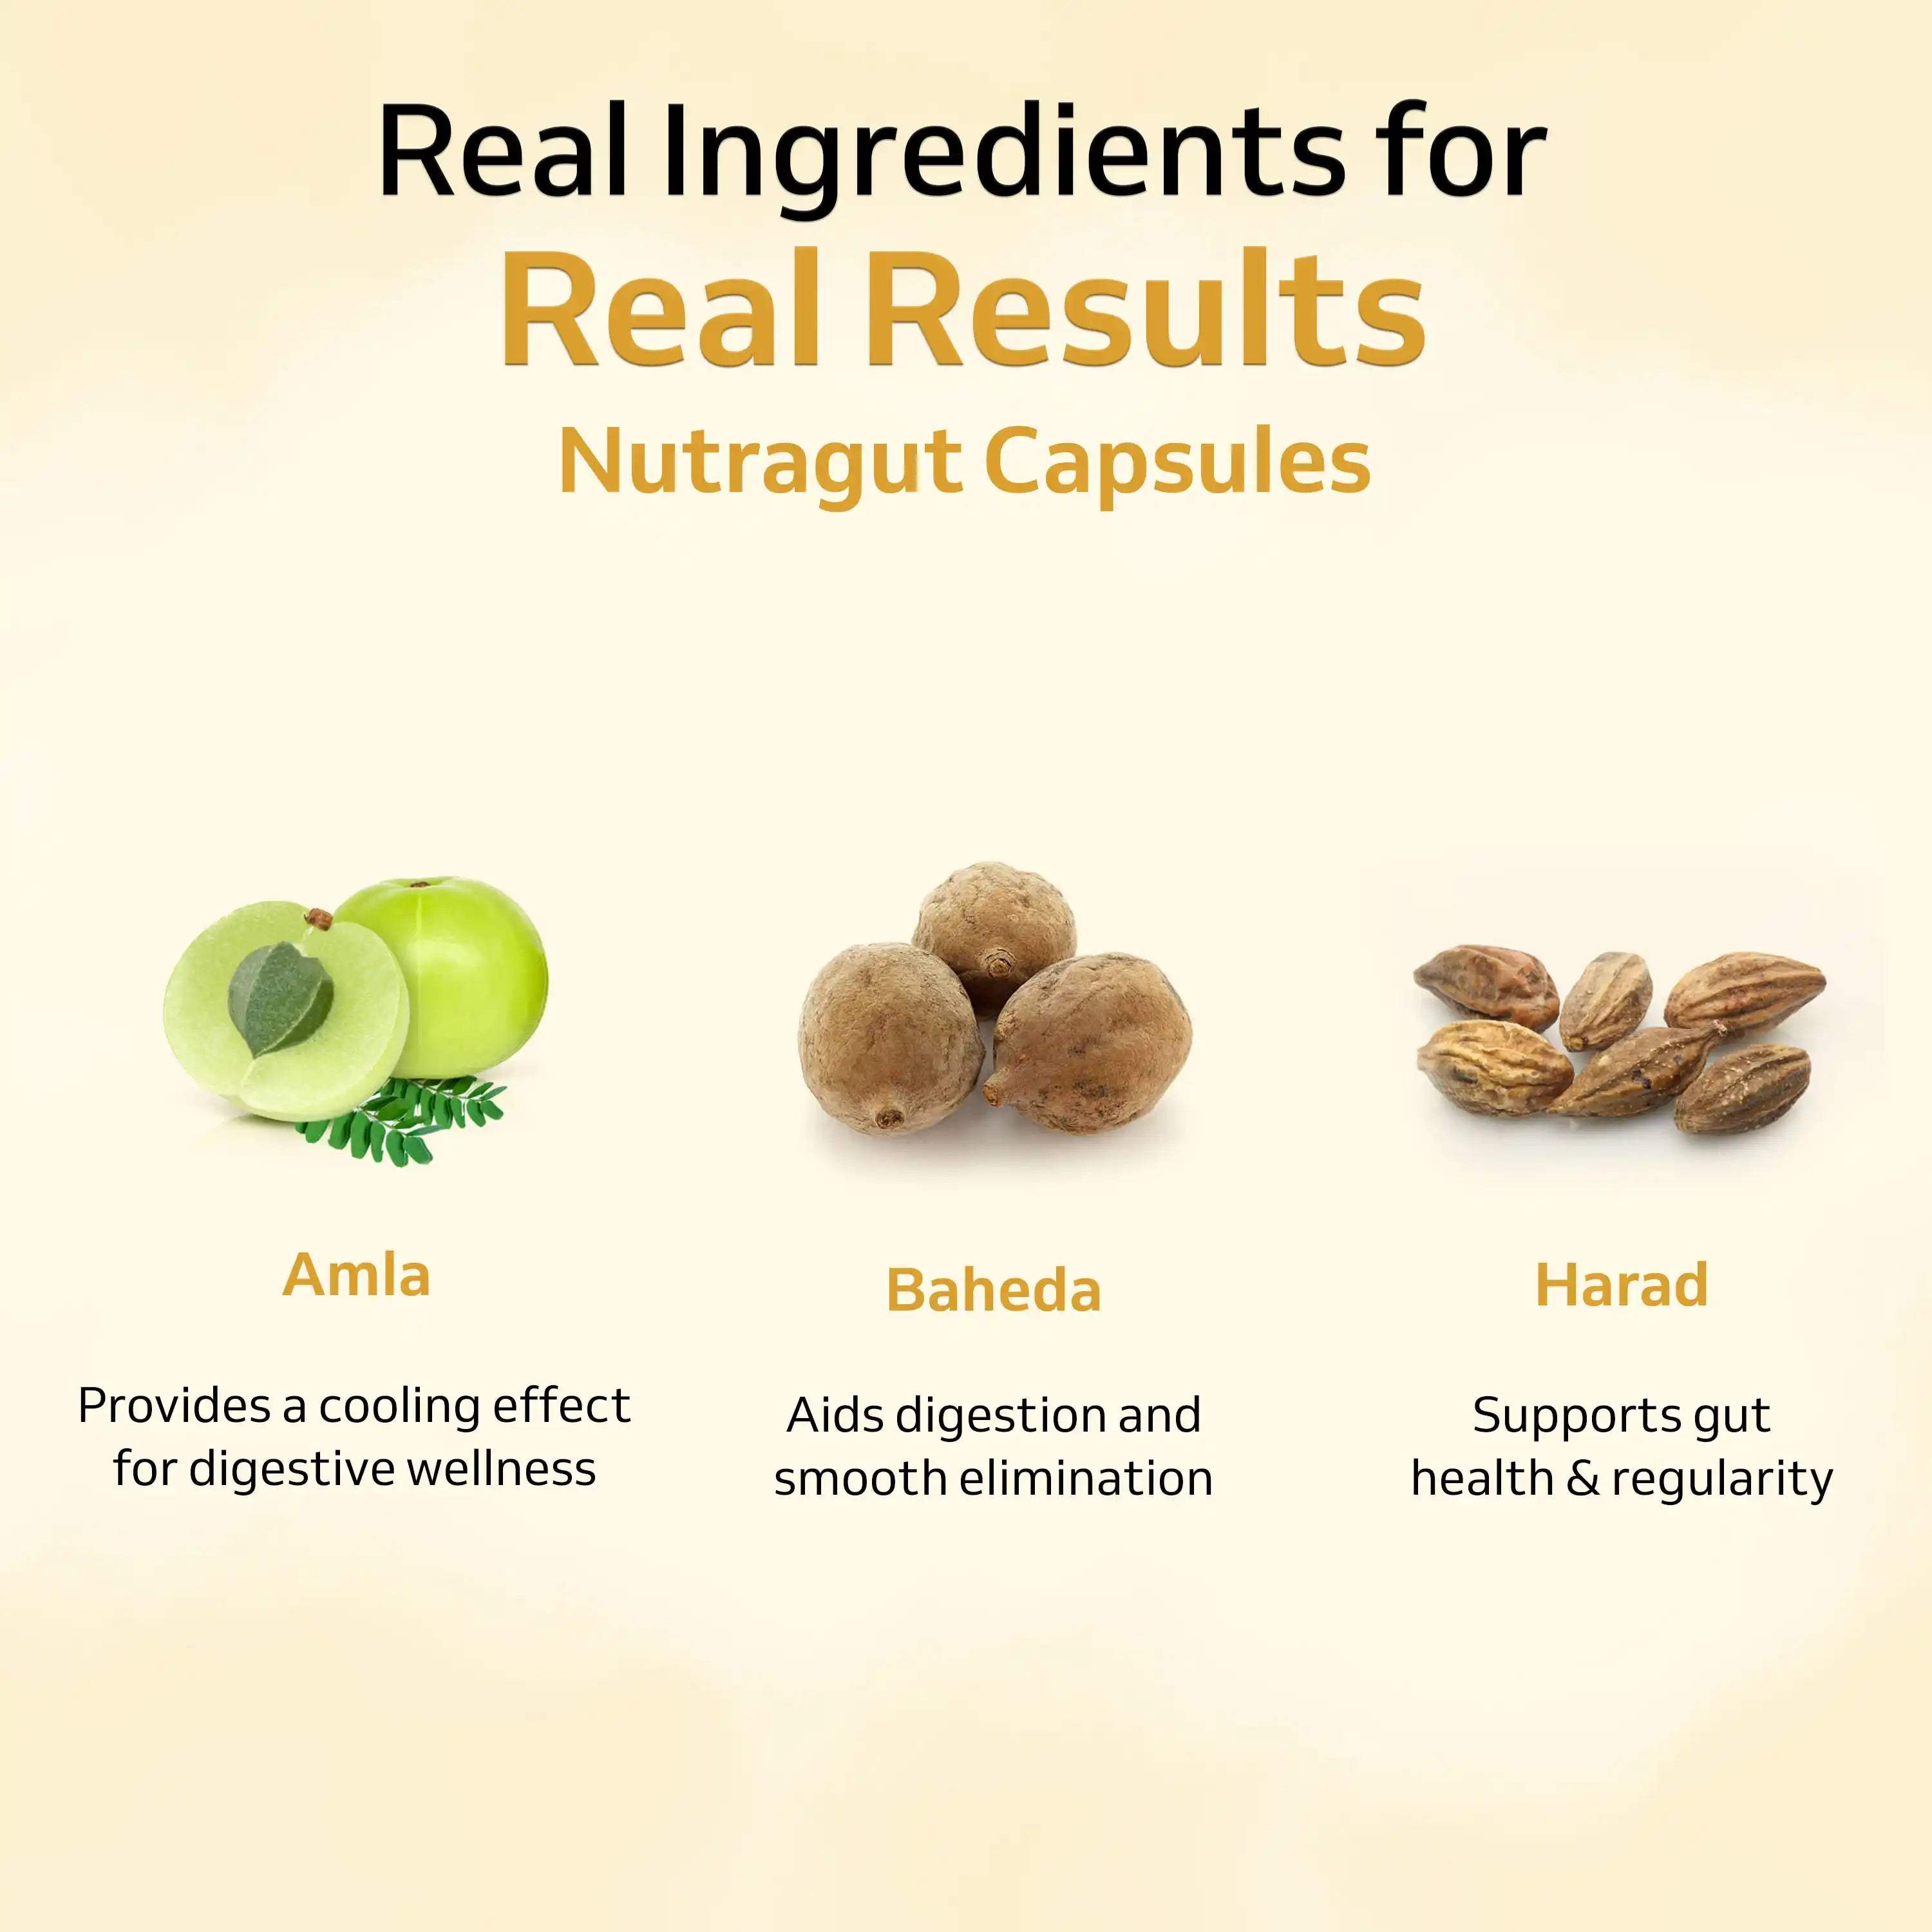 Real Ingredients for
Real Results
Nutragut Capsules
Amla
Provides a cooling effect
for digestive wellness
Baheda
Aids digestion and
smooth elimination
Harad
Supports gut
health & regularity